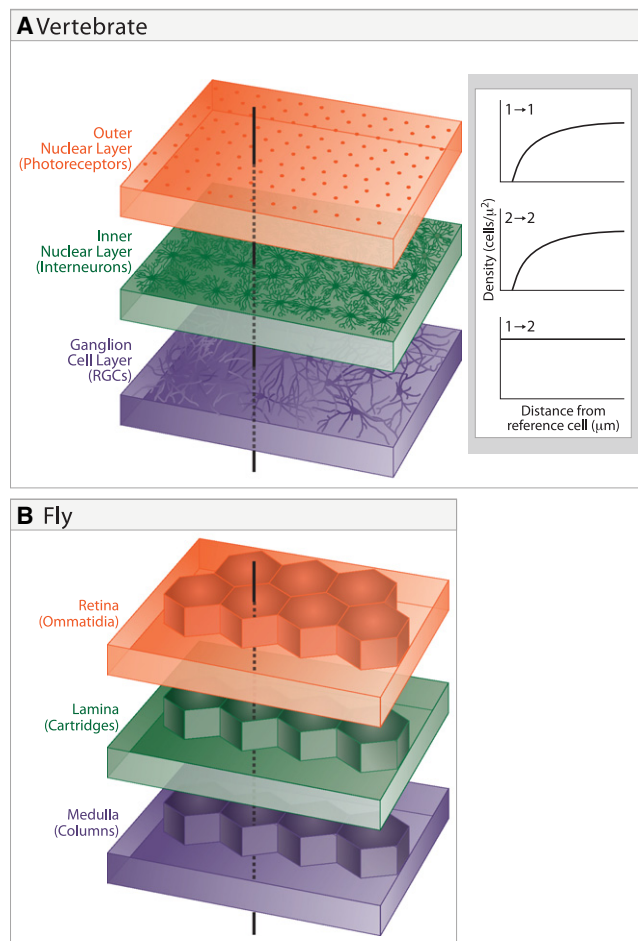 A Vertebrate
Outer
Nuclear Layer
(Photoreceptors)
Inner
Nuclear Layer
(Interneurons)
Ganglion
Cell Layer
(RGCs)
1→1
2→2
1→2
Density (cells/μ²)
Distance from
reference cell (μm)
B Fly
Retina
(Ommatidia)
Lamina
(Cartridges)
Medulla
(Columns)